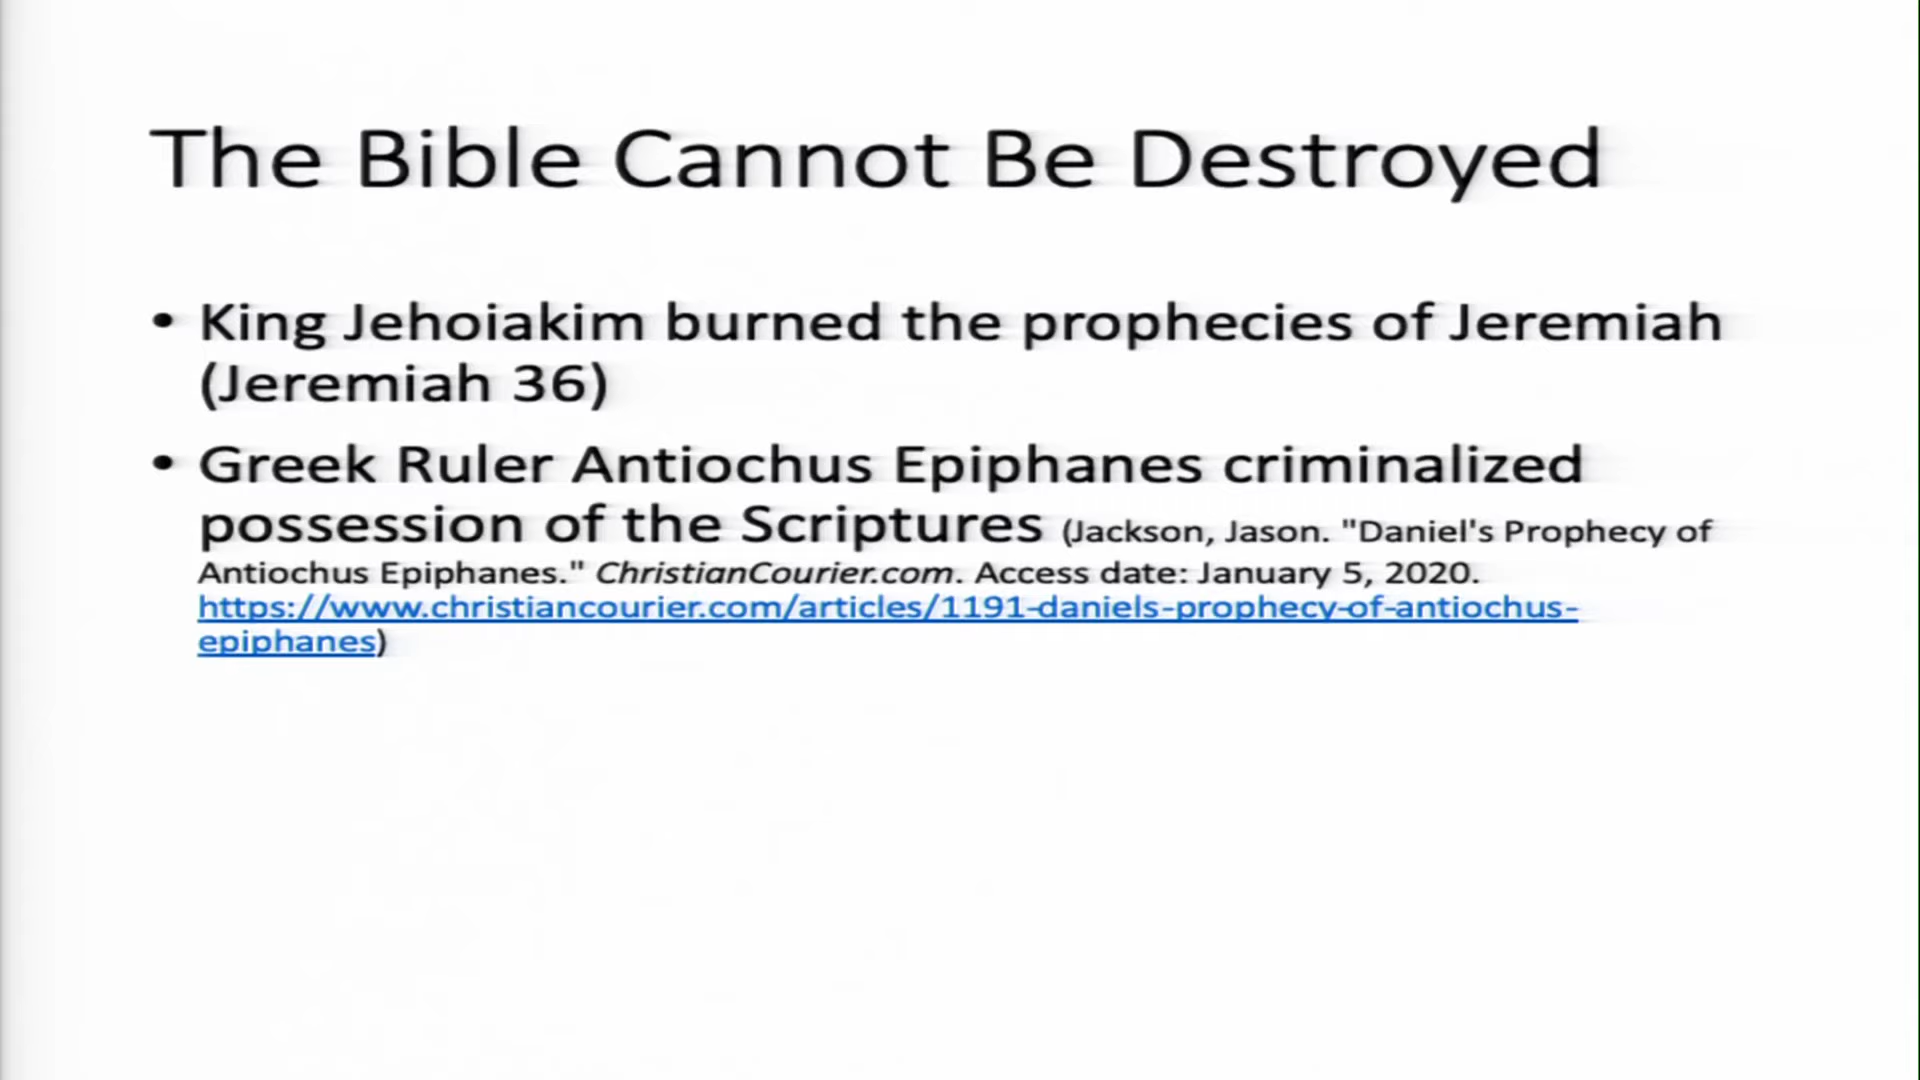 The Bible Cannot Be Destroyed
• King Jehoiakim burned the prophecies of Jeremiah
(Jeremiah 36)
• Greek Ruler Antiochus Epiphanes criminalized
possession of the Scriptures (Jackson, Jason. "Daniel's Prophecy of
Antiochus Epiphanes." ChristianCourier.com. Access date: January 5, 2020.
https://www.christiancourier.com/articles/1191-daniels-prophecy-of-antiochus-
epiphanes)